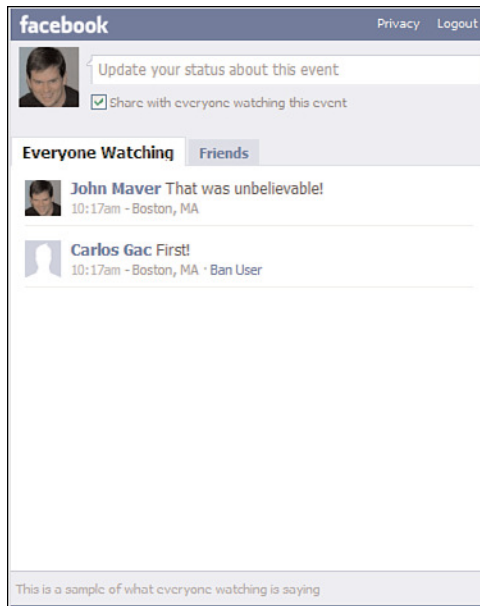 facebook Privacy Logout
Update your status about this event
Share with everyone watching this event
Everyone Watching Friends
John Maver That was unbelievable!
10:17am - Boston, MA
Carlos Gac First!
10:17am - Boston, MA · Ban User
This is a sample of what everyone watching is saying